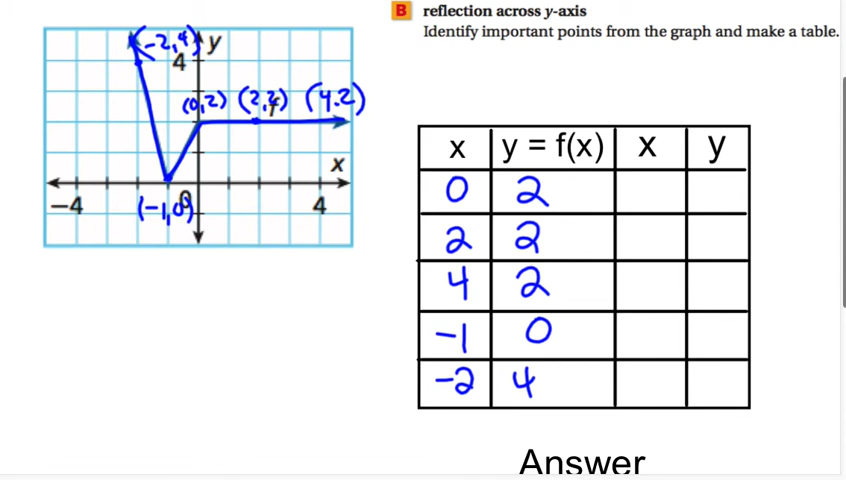 B reflection across y-axis
Identify important points from the graph and make a table.
(-2,4) y
4
(0,2) (2,2) (4,2)
x
-4 0 4
(-1,0)
x y = f(x) x y
0 2
2 2
4 2
-1 0
-2 4
Answer